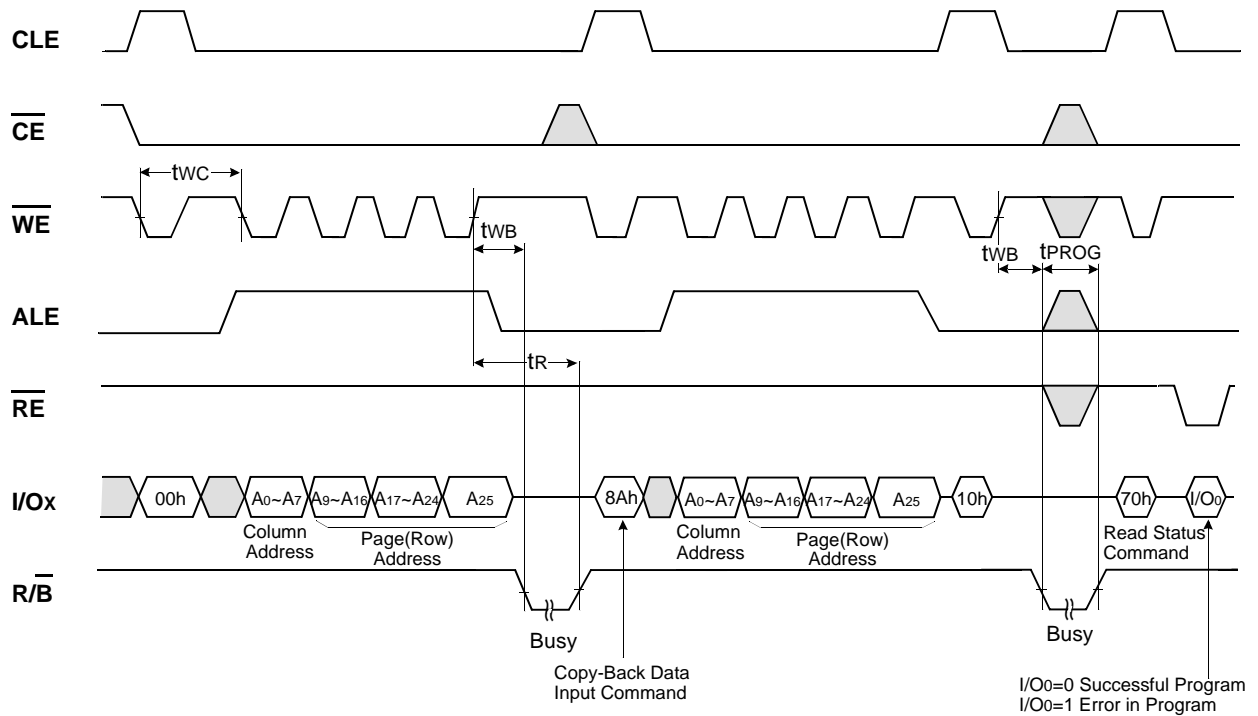 CLE
CE
tWC
WE
tWB
tWB
tPROG
ALE
tR
RE
I/Ox
00h
A0~A7
A9~A16
A17~A24
A25
8Ah
A0~A7
A9~A16
A17~A24
A25
10h
70h
I/O0
Column
Address
Page(Row)
Address
Column
Address
Page(Row)
Address
Read Status
Command
R/B
Busy
Busy
Copy-Back Data
Input Command
I/O0=0 Successful Program
I/O0=1 Error in Program